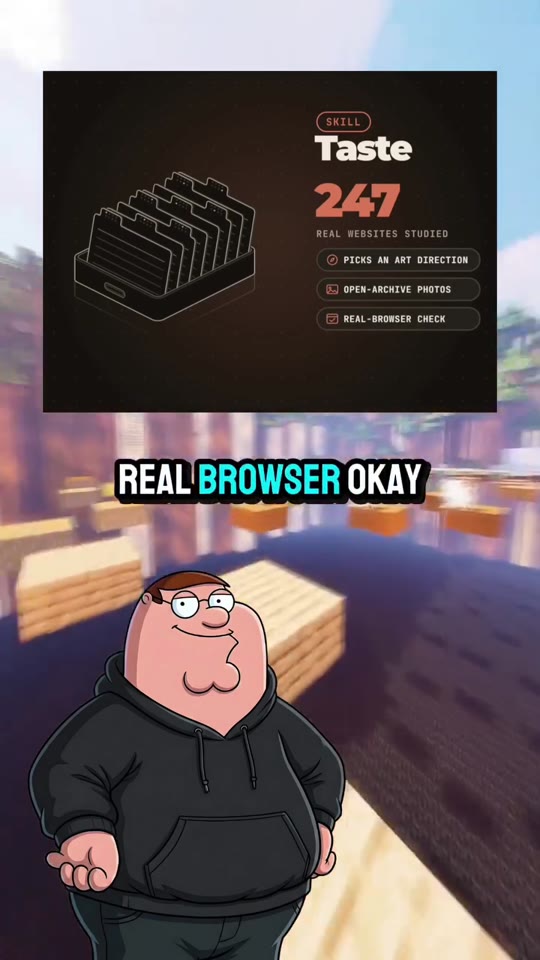 SKILL
Taste
247
REAL WEBSITES STUDIED
PICKS AN ART DIRECTION
OPEN-ARCHIVE PHOTOS
REAL-BROWSER CHECK
REAL BROWSER OKAY